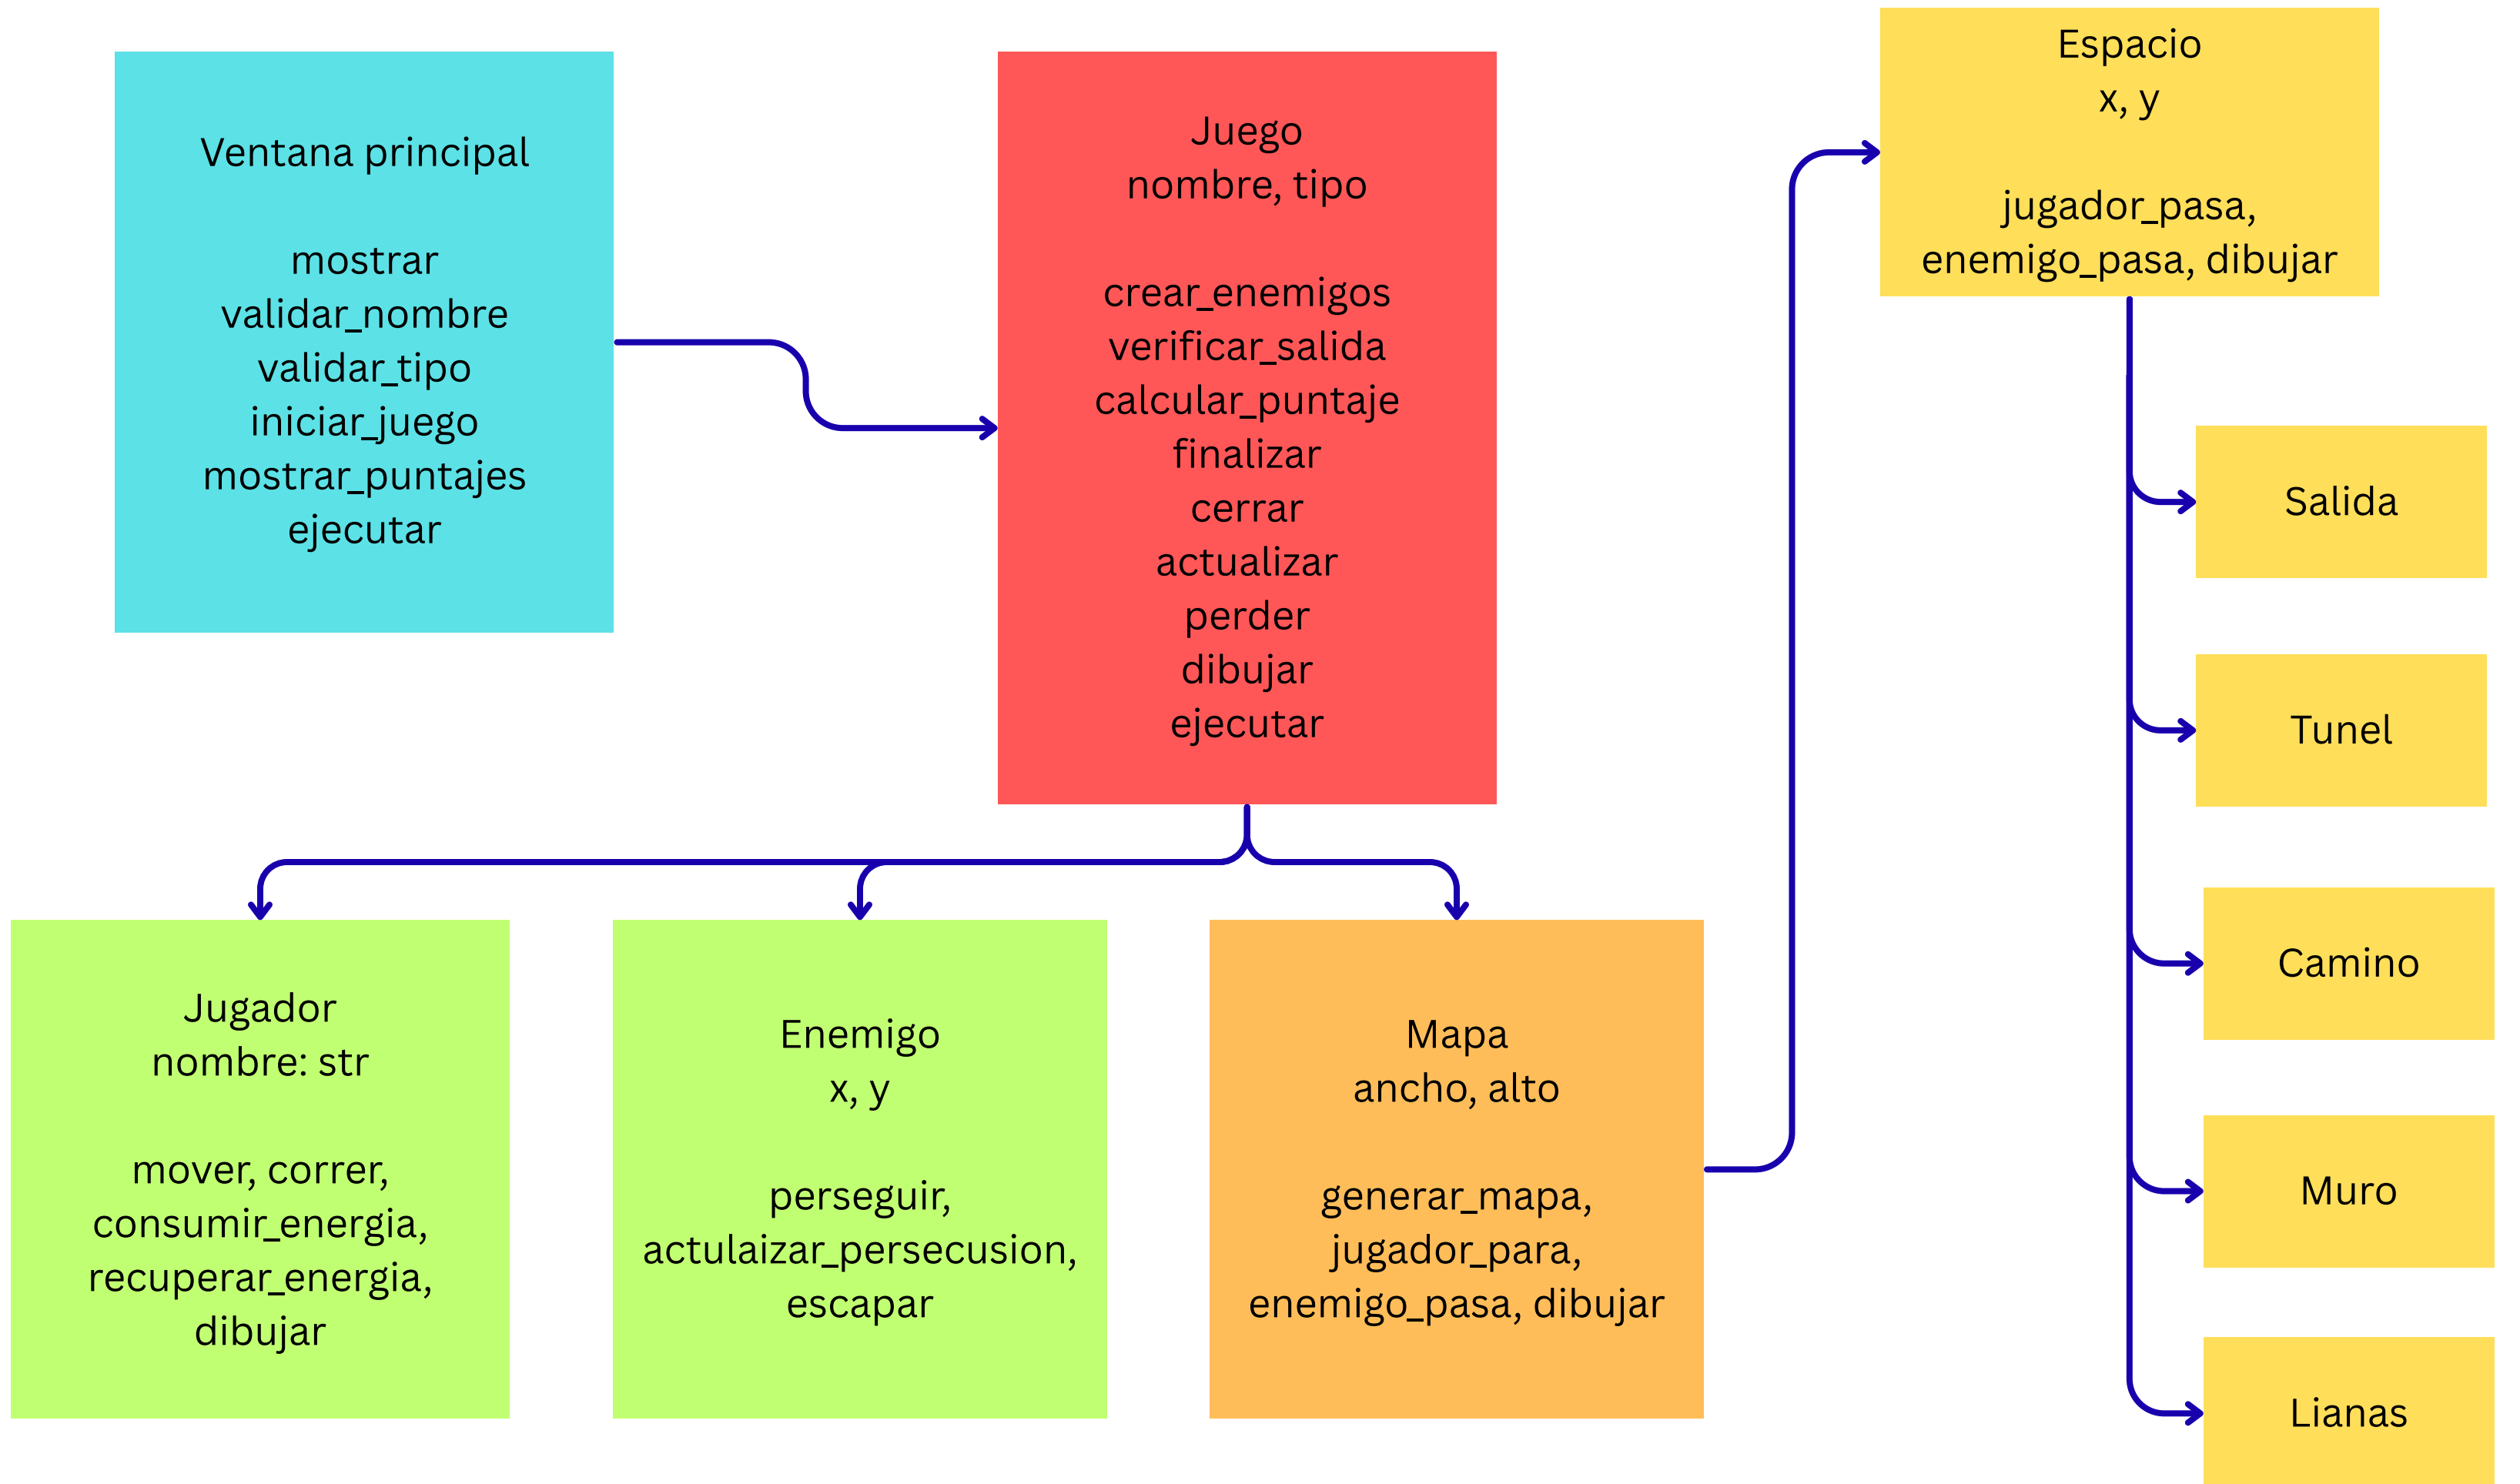 Ventana principal
mostrar
validar_nombre
validar_tipo
iniciar_juego
mostrar_puntajes
ejecutar
Juego
nombre, tipo
crear_enemigos
verificar_salida
calcular_puntaje
finalizar
cerrar
actualizar
perder
dibujar
ejecutar
Jugador
nombre: str
mover, correr,
consumir_energia,
recuperar_energia,
dibujar
Enemigo
x, y
perseguir,
actulaizar_persecusion,
escapar
Mapa
ancho, alto
generar_mapa,
jugador_para,
enemigo_pasa, dibujar
Espacio
x, y
jugador_pasa,
enemigo_pasa, dibujar
Salida
Tunel
Camino
Muro
Lianas